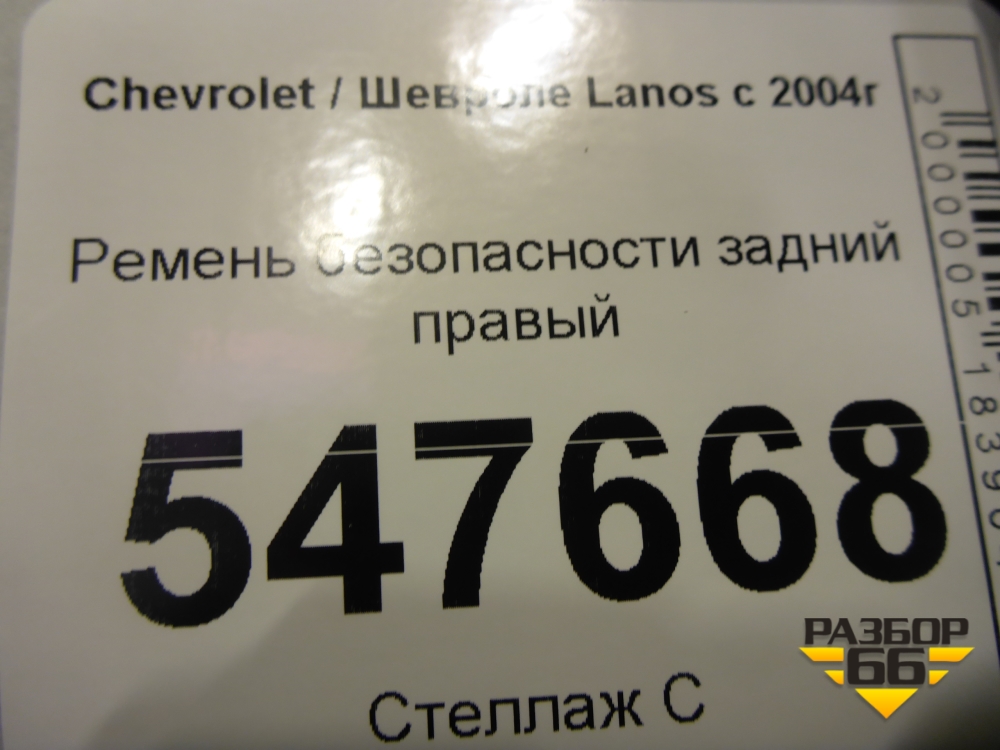 Chevrolet / Шевроле Lanos с 2004г
Ремень безопасности задний
правый
547668
Стеллаж С
РАЗБОР
66